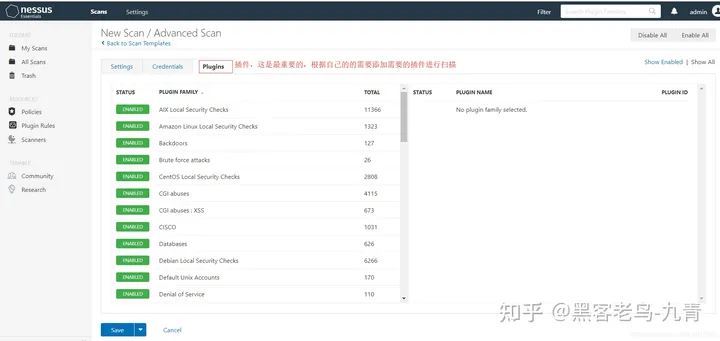 nessus
Essentials
Scans
Settings
Filter
Search Plugin Families
admin
FOLDERS
My Scans
All Scans
Trash
RESOURCES
Policies
Plugin Rules
Scanners
TENABLE
Community
Research
New Scan / Advanced Scan
Back to Scan Templates
Disable All
Enable All
Settings
Credentials
Plugins
插件，这是最重要的，根据自己的的需要添加需要的插件进行扫描
Show Enabled | Show All
STATUS PLUGIN FAMILY TOTAL
ENABLED AIX Local Security Checks 11366
ENABLED Amazon Linux Local Security Checks 1323
ENABLED Backdoors 127
ENABLED Brute force attacks 26
ENABLED CentOS Local Security Checks 2808
ENABLED CGI abuses 4115
ENABLED CGI abuses : XSS 673
ENABLED CISCO 1031
ENABLED Databases 626
ENABLED Debian Local Security Checks 6266
ENABLED Default Unix Accounts 170
ENABLED Denial of Service 110
STATUS PLUGIN NAME PLUGIN ID
No plugin family selected.
Save
Cancel
知乎 @黑客老鸟-九青